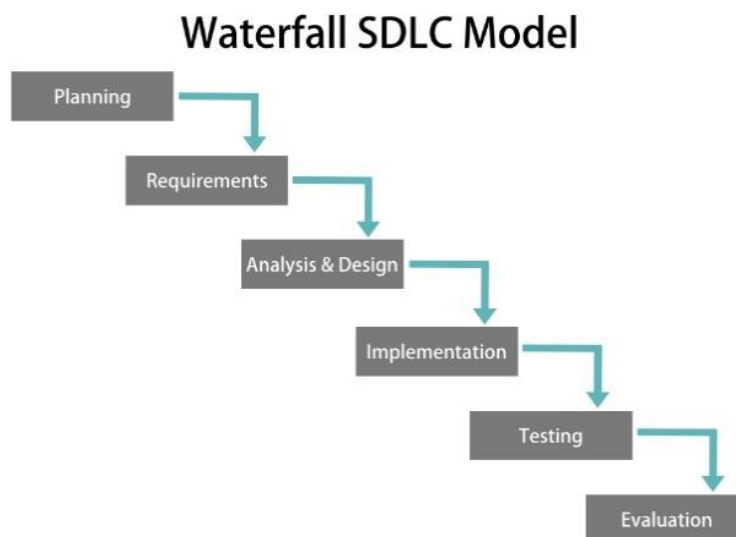 Waterfall SDLC Model
Planning
Requirements
Analysis & Design
Implementation
Testing
Evaluation